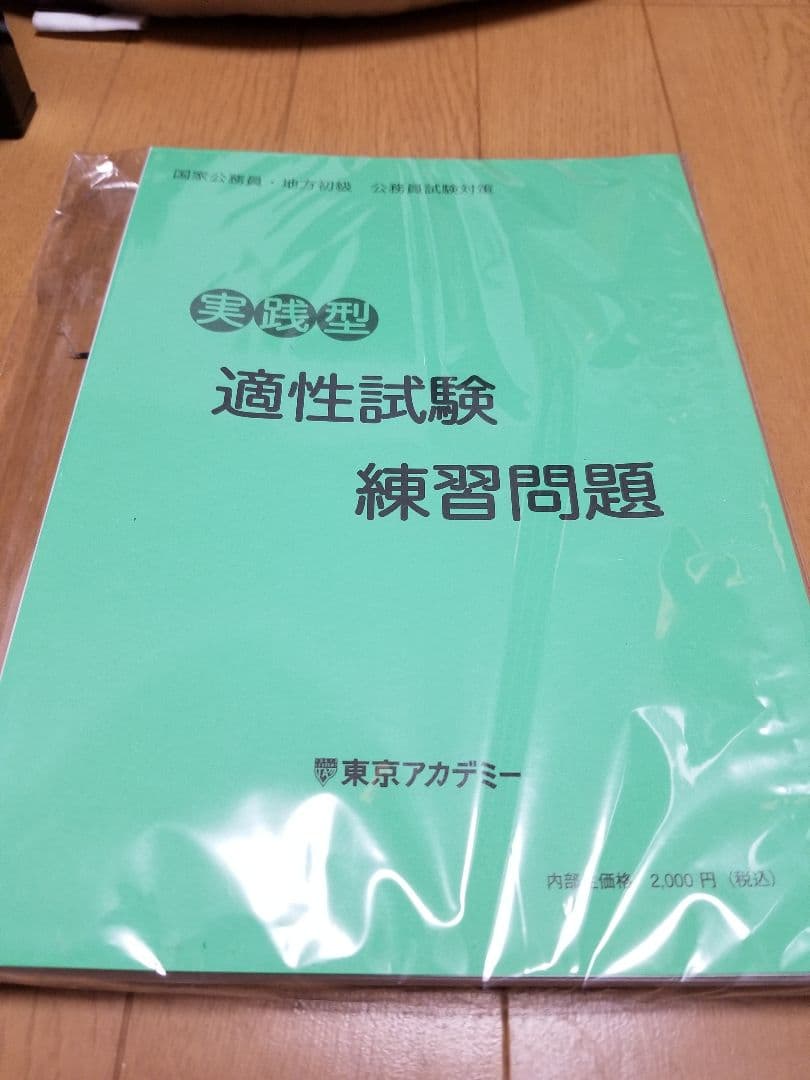 国家公務員・地方初級　公務員試験対策
実践型
適性試験
練習問題
東京アカデミー
内部生価格　2,000円（税込）